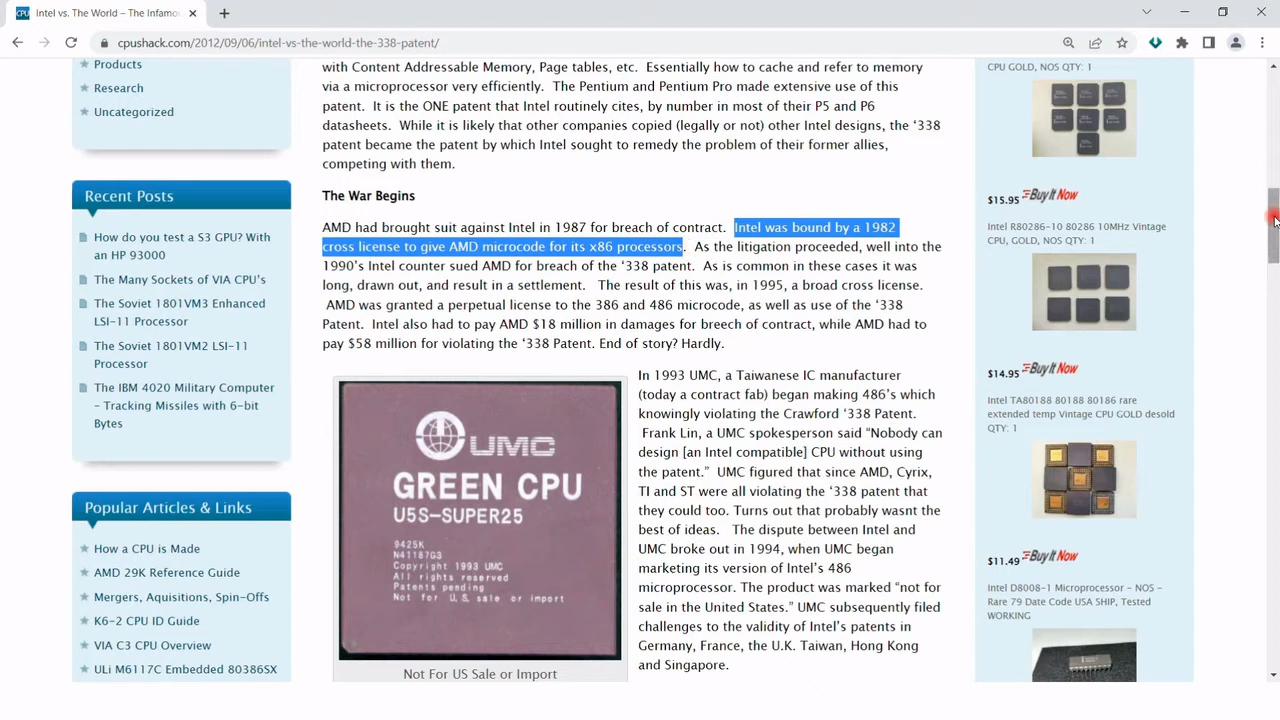 Intel vs. The World – The Infamou
cpushack.com/2012/09/06/intel-vs-the-world-the-338-patent/
Products
Research
Uncategorized
Recent Posts
How do you test a S3 GPU? With
an HP 93000
The Many Sockets of VIA CPU's
The Soviet 1801VM3 Enhanced
LSI-11 Processor
The Soviet 1801VM2 LSI-11
Processor
The IBM 4020 Military Computer
– Tracking Missiles with 6-bit
Bytes
Popular Articles & Links
How a CPU is Made
AMD 29K Reference Guide
Mergers, Aquisitions, Spin-Offs
K6-2 CPU ID Guide
VIA C3 CPU Overview
ULi M6117C Embedded 80386SX
with Content Addressable Memory, Page tables, etc.  Essentially how to cache and refer to memory
via a microprocessor very efficiently.  The Pentium and Pentium Pro made extensive use of this
patent.  It is the ONE patent that Intel routinely cites, by number in most of their P5 and P6
datasheets.  While it is likely that other companies copied (legally or not) other Intel designs, the '338
patent became the patent by which Intel sought to remedy the problem of their former allies,
competing with them.
The War Begins
AMD had brought suit against Intel in 1987 for breach of contract.  Intel was bound by a 1982
cross license to give AMD microcode for its x86 processors.  As the litigation proceeded, well into the
1990's Intel counter sued AMD for breach of the '338 patent.  As is common in these cases it was
long, drawn out, and result in a settlement.  The result of this was, in 1995, a broad cross license.
AMD was granted a perpetual license to the 386 and 486 microcode, as well as use of the '338
Patent.  Intel also had to pay AMD $18 million in damages for breech of contract, while AMD had to
pay $58 million for violating the '338 Patent. End of story? Hardly.
UMC
GREEN CPU
U5S-SUPER25
9425K
N41187G3
Copyright 1993 UMC
All rights reserved
Patents pending
Not for U.S. sale or import
Not For US Sale or Import
In 1993 UMC, a Taiwanese IC manufacturer
(today a contract fab) began making 486's which
knowingly violating the Crawford '338 Patent.
Frank Lin, a UMC spokesperson said "Nobody can
design [an Intel compatible] CPU without using
the patent."  UMC figured that since AMD, Cyrix,
TI and ST were all violating the '338 patent that
they could too.  Turns out that probably wasnt the
best of ideas.   The dispute between Intel and
UMC broke out in 1994, when UMC began
marketing its version of Intel's 486
microprocessor. The product was marked "not for
sale in the United States." UMC subsequently filed
challenges to the validity of Intel's patents in
Germany, France, the U.K. Taiwan, Hong Kong
and Singapore.
CPU GOLD, NOS QTY: 1
$15.95 Buy It Now
Intel R80286-10 80286 10MHz Vintage
CPU, GOLD, NOS QTY: 1
$14.95 Buy It Now
Intel TA80188 80188 80186 rare
extended temp Vintage CPU GOLD desold
QTY: 1
$11.49 Buy It Now
Intel D8008-1 Microprocessor – NOS –
Rare 79 Date Code USA SHIP, Tested
WORKING